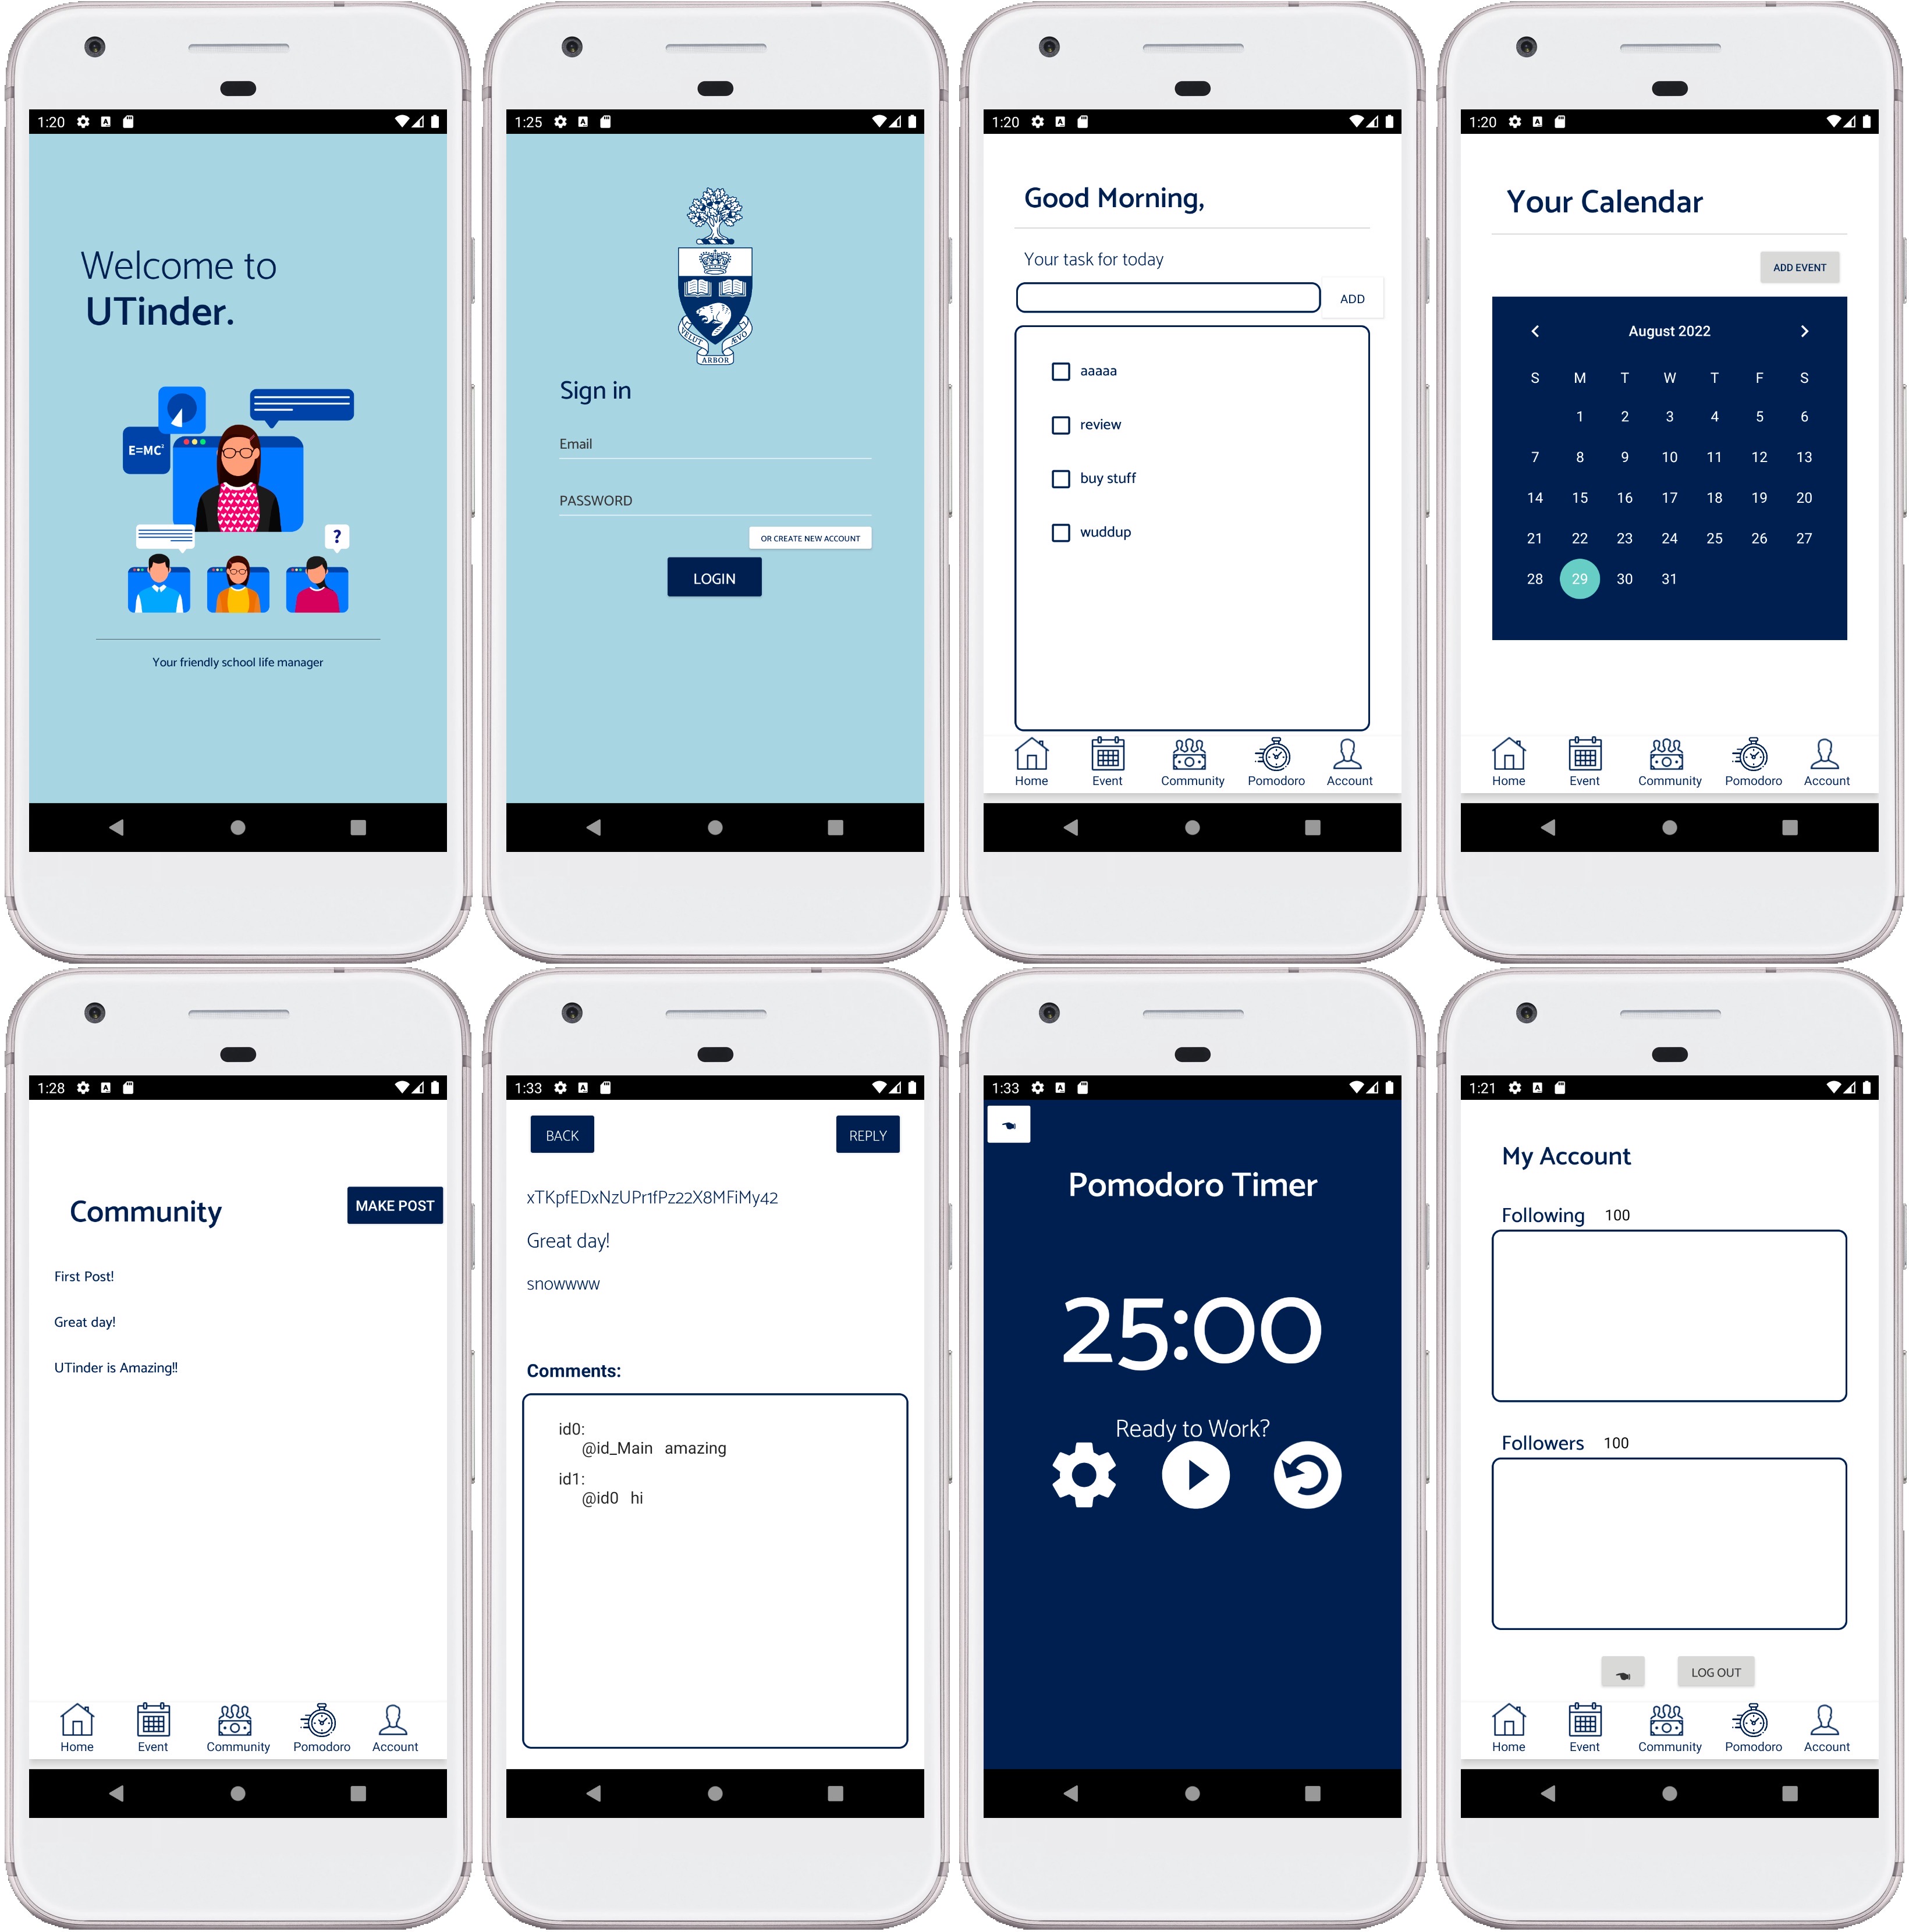 1:20
Welcome to
UTinder.
E=MC²
?
Your friendly school life manager
1:25
VELUT ARBOR ÆVO
Sign in
Email
PASSWORD
OR CREATE NEW ACCOUNT
LOGIN
1:20
Good Morning,
Your task for today
ADD
aaaaa
review
buy stuff
wuddup
Home Event Community Pomodoro Account
1:20
Your Calendar
ADD EVENT
August 2022
S M T W T F S
1 2 3 4 5 6
7 8 9 10 11 12 13
14 15 16 17 18 19 20
21 22 23 24 25 26 27
28 29 30 31
Home Event Community Pomodoro Account
1:28
Community MAKE POST
First Post!
Great day!
UTinder is Amazing!!
Home Event Community Pomodoro Account
1:33
BACK REPLY
xTKpfEDxNzUPr1fPz22X8MFiMy42
Great day!
snowwww
Comments:
id0:
@id_Main amazing
id1:
@id0 hi
1:33
Pomodoro Timer
25:00
Ready to Work?
1:21
My Account
Following 100
Followers 100
LOG OUT
Home Event Community Pomodoro Account